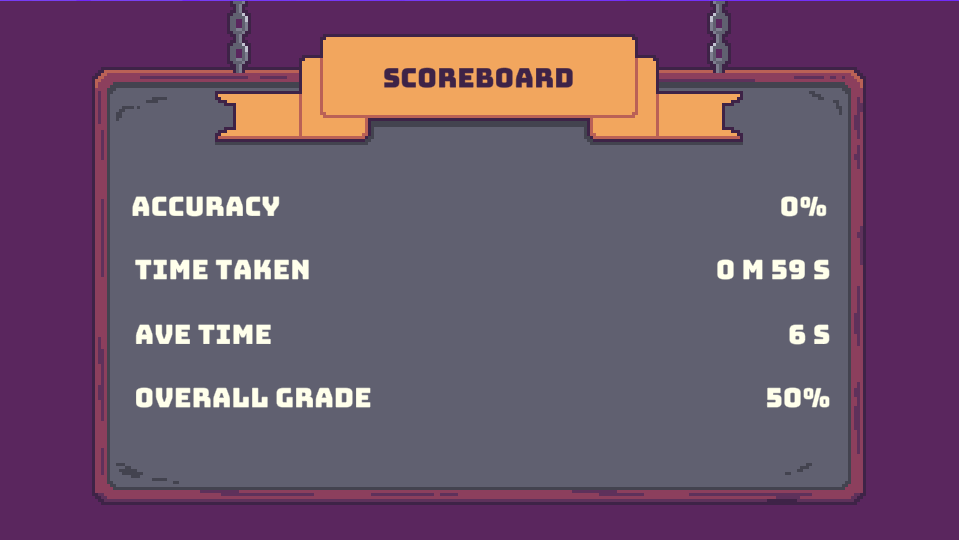 SCOREBOARD
ACCURACY 0%
TIME TAKEN 0 M 59 S
AVE TIME 6 S
OVERALL GRADE 50%